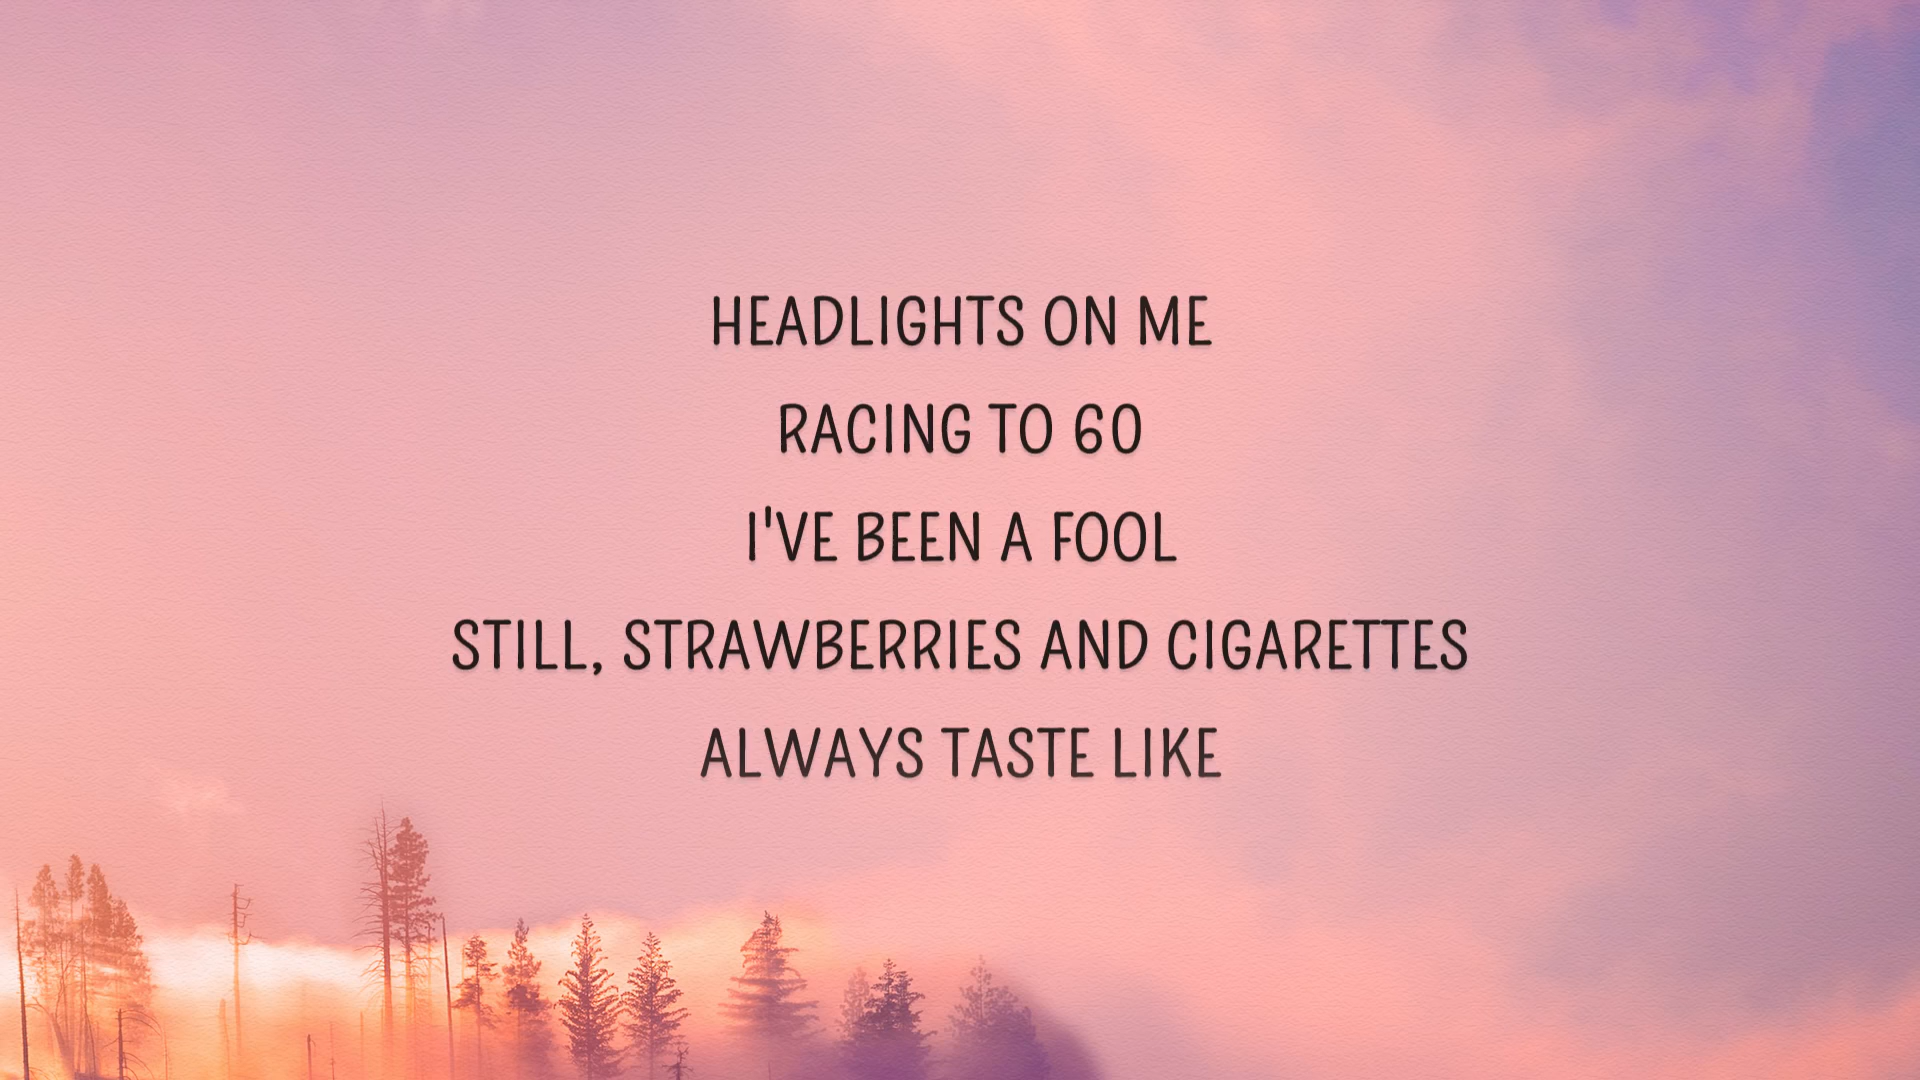 HEADLIGHTS ON ME
RACING TO 60
I'VE BEEN A FOOL
STILL, STRAWBERRIES AND CIGARETTES
ALWAYS TASTE LIKE